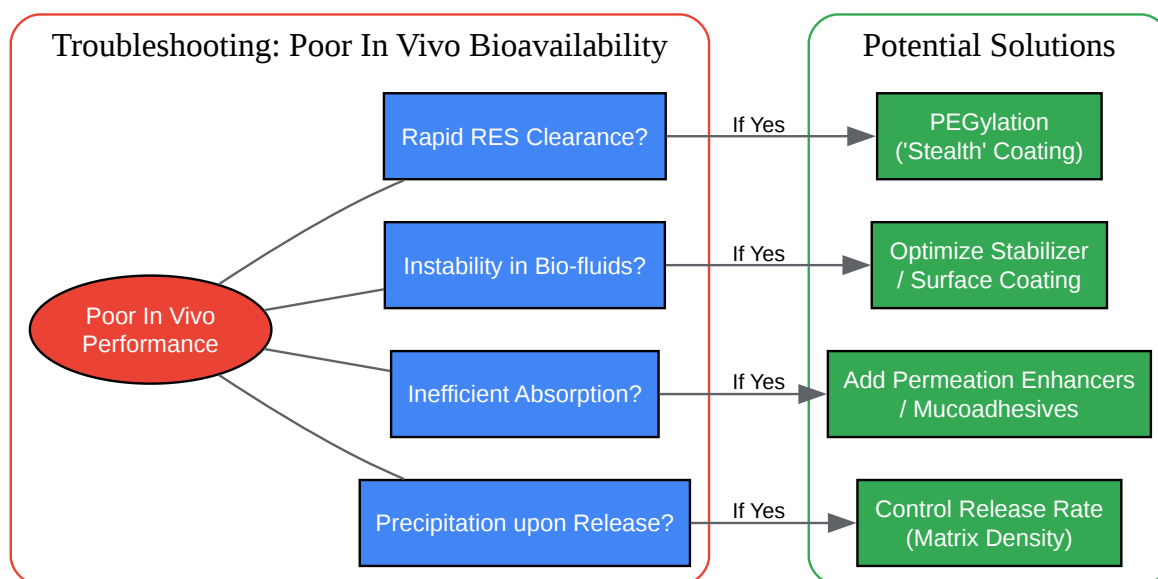 Troubleshooting: Poor In Vivo Bioavailability
Potential Solutions
Rapid RES Clearance?
If Yes
PEGylation
('Stealth' Coating)
Instability in Bio-fluids?
If Yes
Optimize Stabilizer
/ Surface Coating
Poor In Vivo
Performance
Inefficient Absorption?
If Yes
Add Permeation Enhancers
/ Mucoadhesives
Precipitation upon Release?
If Yes
Control Release Rate
(Matrix Density)